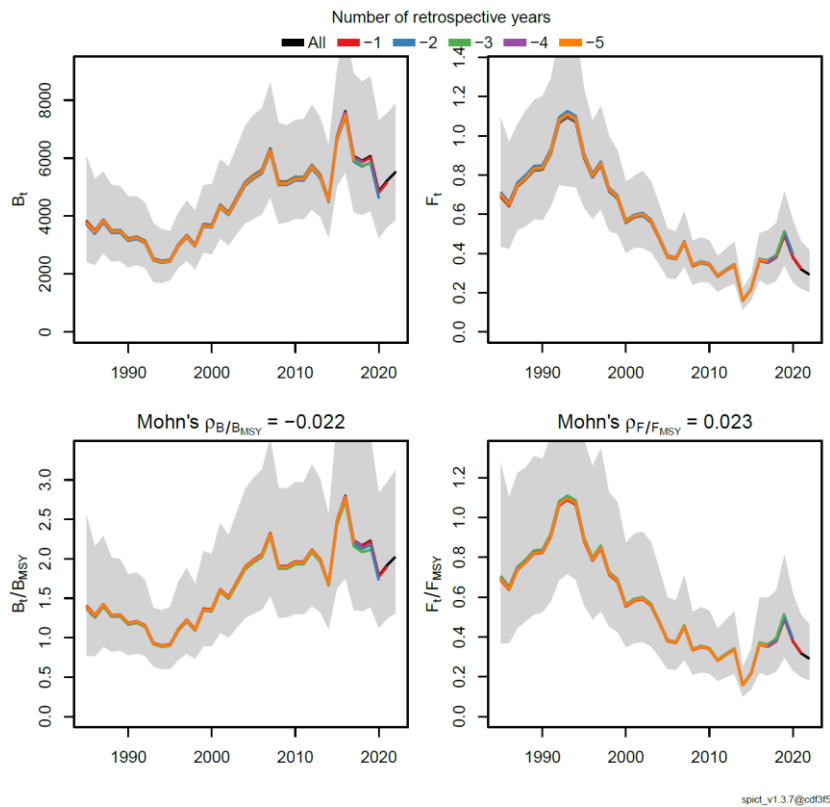 Number of retrospective years
All −1 −2 −3 −4 −5
Bt
0 2000 4000 6000 8000
1990 2000 2010 2020
Ft
0.0 0.2 0.4 0.6 0.8 1.0 1.2 1.4
1990 2000 2010 2020
Mohn's ρB/BMSY = −0.022
Bt/BMSY
0.0 0.5 1.0 1.5 2.0 2.5 3.0
1990 2000 2010 2020
Mohn's ρF/FMSY = 0.023
Ft/FMSY
0.0 0.2 0.4 0.6 0.8 1.0 1.2
1990 2000 2010 2020
spict_v1.3.7@cdf3f5